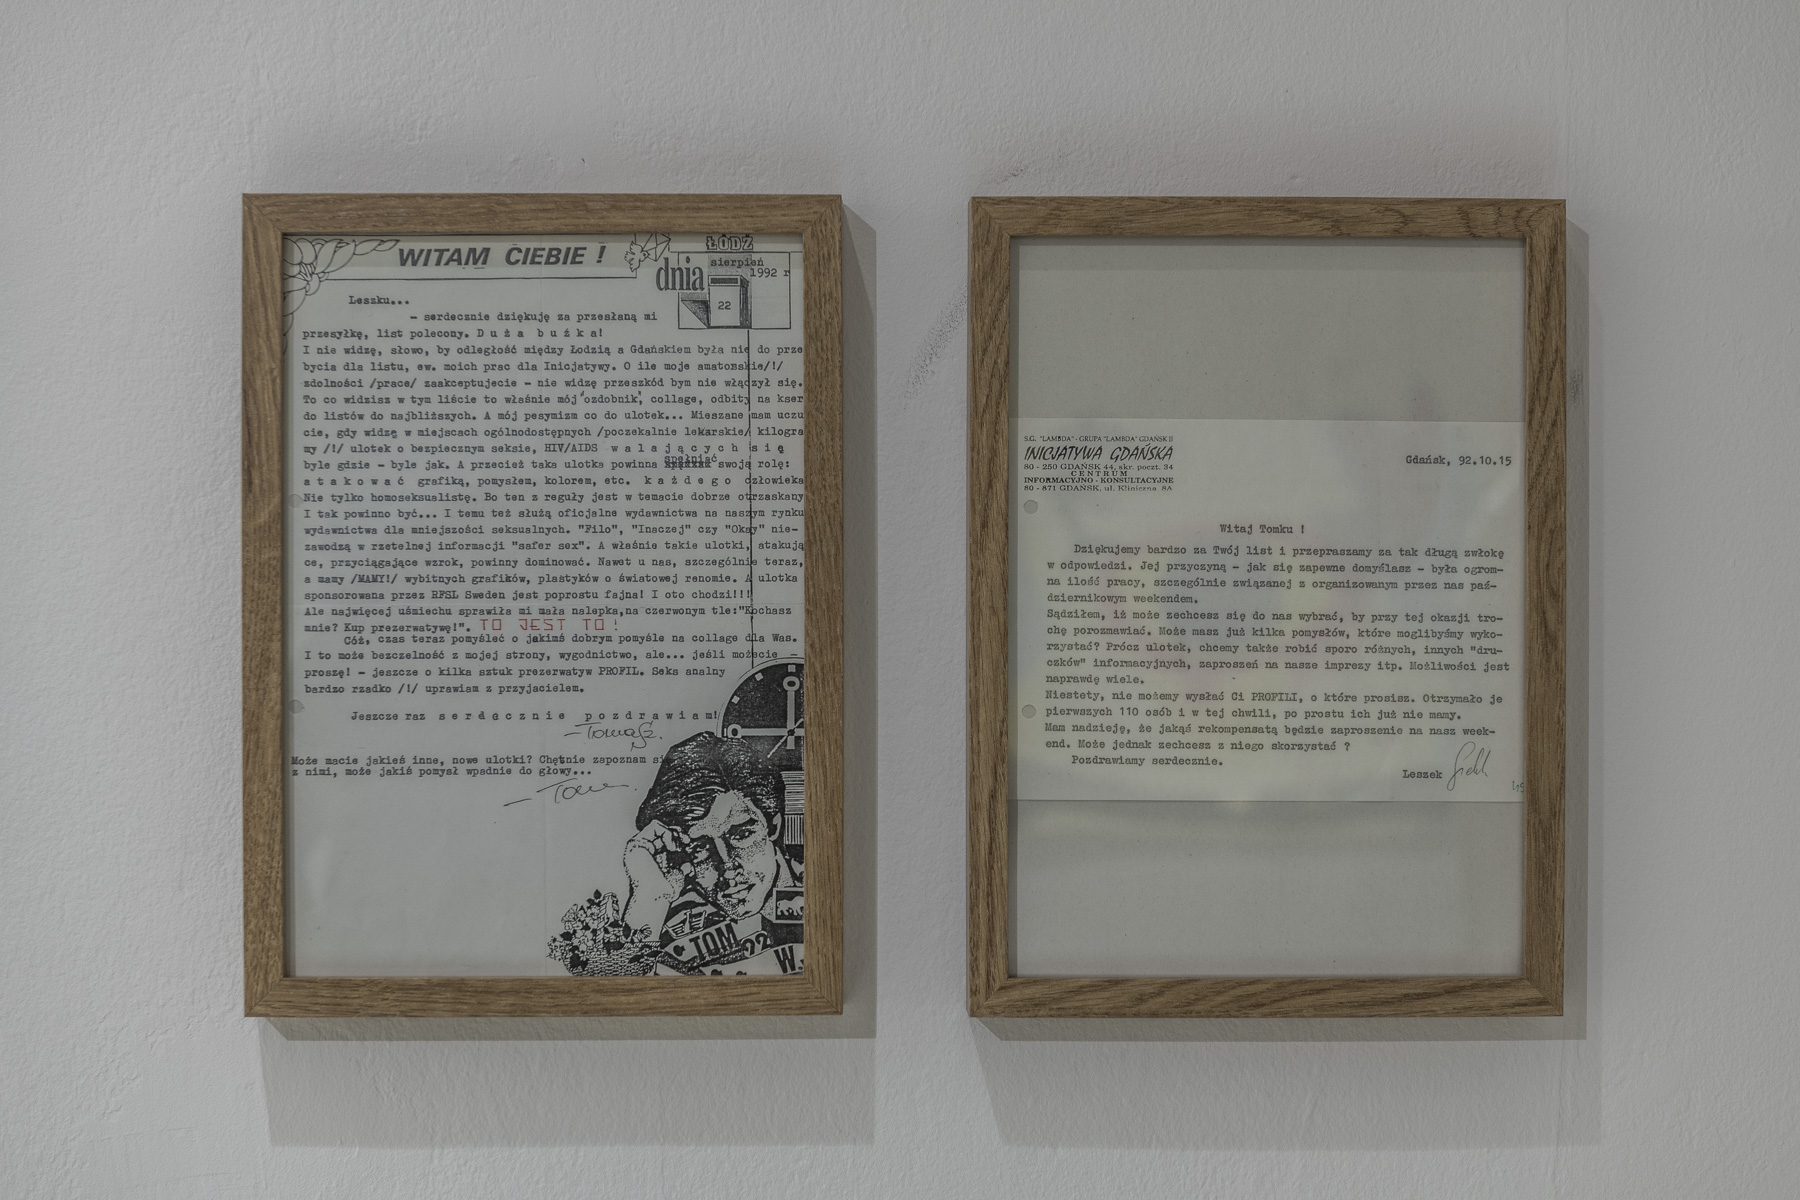 WITAM CIEBIE !
ŁÓDŹ
dnia
sierpień
1992 r
22
Leszku...
- serdecznie dziękuję za przesłaną mi
przesyłkę, list polecony. D u ż a   b u ź k a!
I nie widzę, słowo, by odległość między Łodzią a Gdańskiem była nie do prze
bycia dla listu, ew. moich prac dla Inicjatywy. O ile moje amatorskie/!/
zdolności /prace/ zaakceptujecie - nie widzę przeszkód bym nie włączył się.
To co widzisz w tym liście to właśnie mój "ozdobnik", collage, odbity na kser
do listów do najbliższych. A mój pesymizm co do ulotek... Mieszane mam uczu
cie, gdy widzę w miejscach ogólnodostępnych /poczekalnie lekarskie/ kilogra
my /!/ ulotek o bezpiecznym seksie, HIV/AIDS  w a l a j ą c y c h  s i ę
byle gdzie - byle jak. A przecież taka ulotka powinna spełniać swoją rolę:
a t a k o w a ć  grafiką, pomysłem, kolorem, etc.  k a ż d e g o  człowieka
Nie tylko homoseksualistę. Bo ten z reguły jest w temacie dobrze otrzaskany
I tak powinno być... I temu też służą oficjalne wydawnictwa na naszym rynku
wydawnictwa dla mniejszości seksualnych. "Filo", "Inaczej" czy "Okay" nie-
zawodzą w rzetelnej informacji "safer sex". A właśnie takie ulotki, atakują
ce, przyciągające wzrok, powinny dominować. Nawet u nas, szczególnie teraz,
a mamy /MAMY!/ wybitnych grafików, plastyków o światowej renomie. A ulotka
sponsorowana przez RFSL Sweden jest poprostu fajna! I oto chodzi!!!
Ale najwięcej uśmiechu sprawiła mi mała nalepka,na czerwonym tle:"Kochasz
mnie? Kup prezerwatywę!". TO JEST TO !
Cóż, czas teraz pomyśleć o jakimś dobrym pomyśle na collage dla Was.
I to może bezczelność z mojej strony, wygodnictwo, ale... jeśli możecie -
proszę! - jeszcze o kilka sztuk prezerwatyw PROFIL. Seks analny
bardzo rzadko /!/ uprawiam z przyjacielem.
Jeszcze raz  s e r d e c z n i e   p o z d r a w i a m!
- Tomasz.
Może macie jakieś inne, nowe ulotki? Chętnie zapoznam si
z nimi, może jakiś pomysł wpadnie do głowy...
- Tom
TOM
22
W.
S.G. "LAMBDA" - GRUPA "LAMBDA" GDAŃSK II
INICJATYWA GDAŃSKA
80 - 250 GDAŃSK 44, skr. poczt. 34
CENTRUM
INFORMACYJNO - KONSULTACYJNE
80 - 871 GDAŃSK, ul. Kliniczna 8A
Gdańsk, 92.10.15
Witaj Tomku !
Dziękujemy bardzo za Twój list i przepraszamy za tak długą zwłokę
w odpowiedzi. Jej przyczyną - jak się zapewne domyślasz - była ogrom-
na ilość pracy, szczególnie związanej z organizowanym przez nas paź-
dziernikowym weekendem.
Sądziłem, iż może zechcesz się do nas wybrać, by przy tej okazji tro-
chę porozmawiać. Może masz już kilka pomysłów, które moglibyśmy wyko-
rzystać? Prócz ulotek, chcemy także robić sporo różnych, innych "dru-
czków" informacyjnych, zaproszeń na nasze imprezy itp. Możliwości jest
naprawdę wiele.
Niestety, nie możemy wysłać Ci PROFILI, o które prosisz. Otrzymało je
pierwszych 110 osób i w tej chwili, po prostu ich już nie mamy.
Mam nadzieję, że jakąś rekompensatą będzie zaproszenie na nasz week-
end. Może jednak zechcesz z niego skorzystać ?
Pozdrawiamy serdecznie.
Leszek